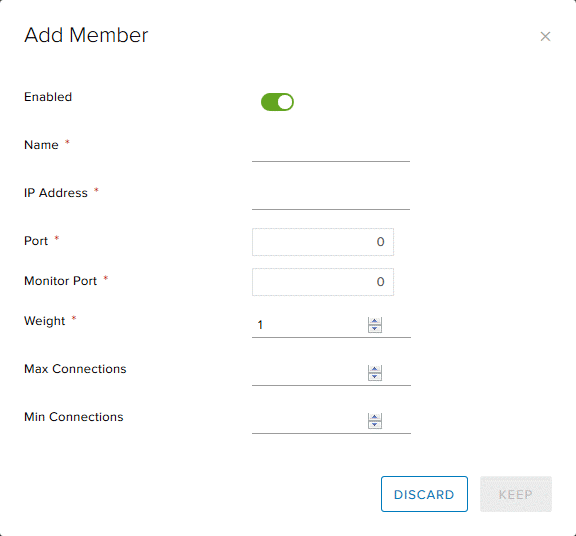 Add Member
×
Enabled
Name *
IP Address *
Port * 0
Monitor Port * 0
Weight * 1
Max Connections
Min Connections
DISCARD KEEP